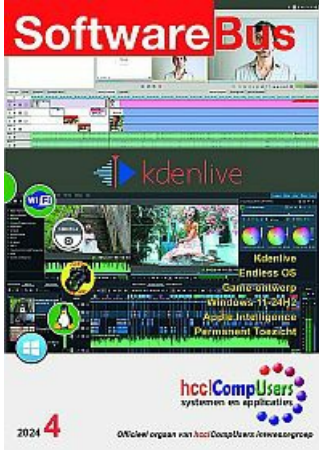 SoftwareBus
kdenlive
WiFi
Kdenlive
Endless OS
Game-ontwerp
Windows-11-24H2
Apple Intelligence
Permanent Toezicht
hcc!CompUsers
systemen en applicaties
2024 4
Officieel orgaan van hcc!CompUsers interessegroep